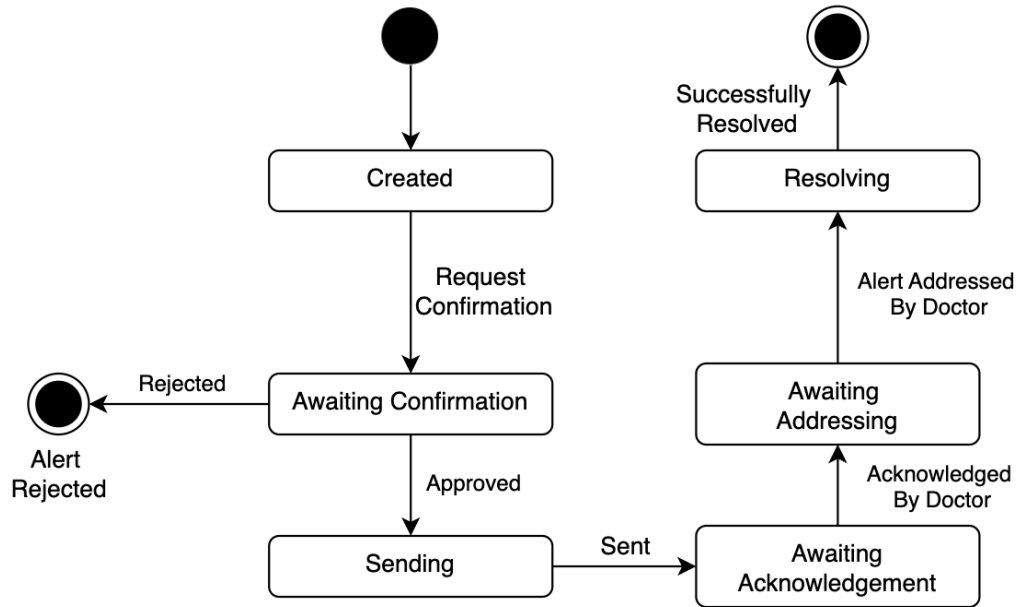 Created
Request
Confirmation
Rejected
Awaiting Confirmation
Alert
Rejected
Approved
Sending
Sent
Awaiting
Acknowledgement
Acknowledged
By Doctor
Awaiting
Addressing
Alert Addressed
By Doctor
Resolving
Successfully
Resolved